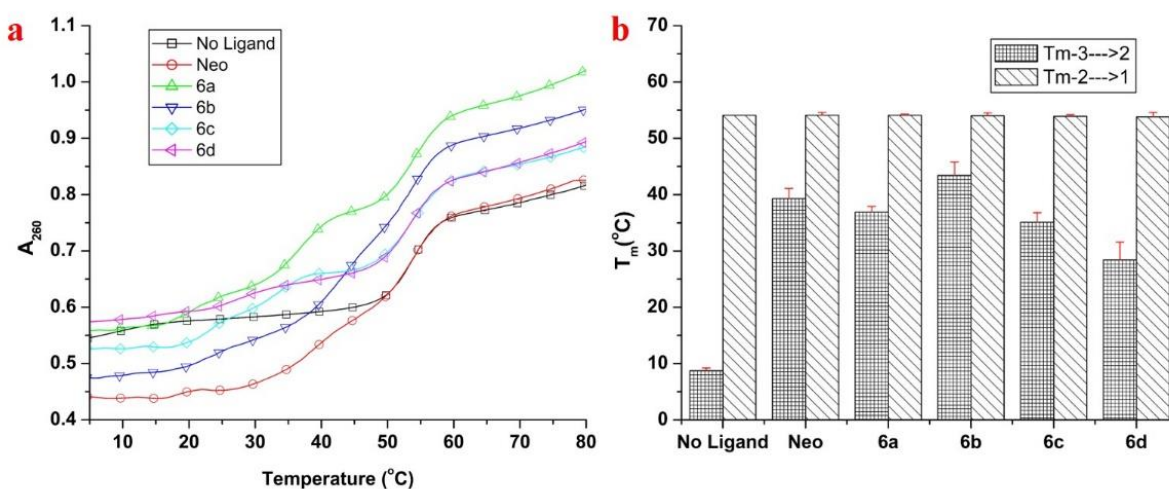 a
1.1
1.0
0.9
0.8
0.7
0.6
0.5
0.4
A260
No Ligand
Neo
6a
6b
6c
6d
10 20 30 40 50 60 70 80
Temperature (°C)
b
70
60
50
40
30
20
10
0
Tm(°C)
Tm-3--->2
Tm-2--->1
No Ligand Neo 6a 6b 6c 6d